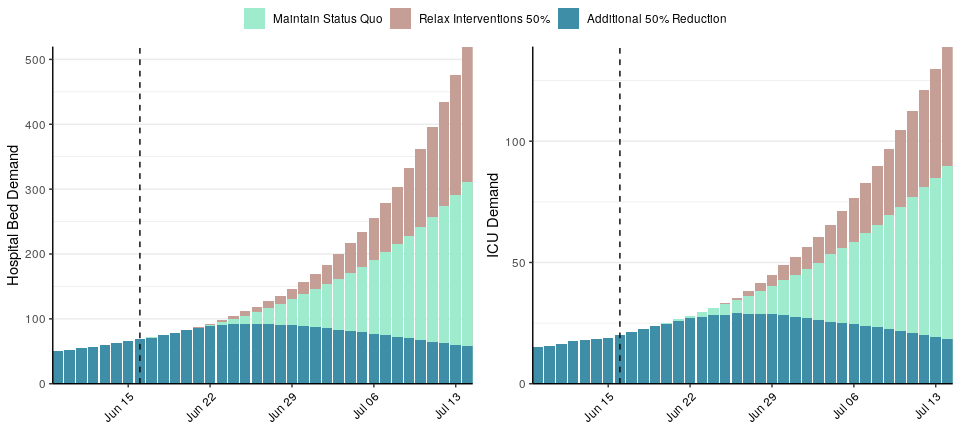 Maintain Status Quo Relax Interventions 50% Additional 50% Reduction
Hospital Bed Demand
500
400
300
200
100
0
Jun 15 Jun 22 Jun 29 Jul 06 Jul 13
ICU Demand
100
50
0
Jun 15 Jun 22 Jun 29 Jul 06 Jul 13